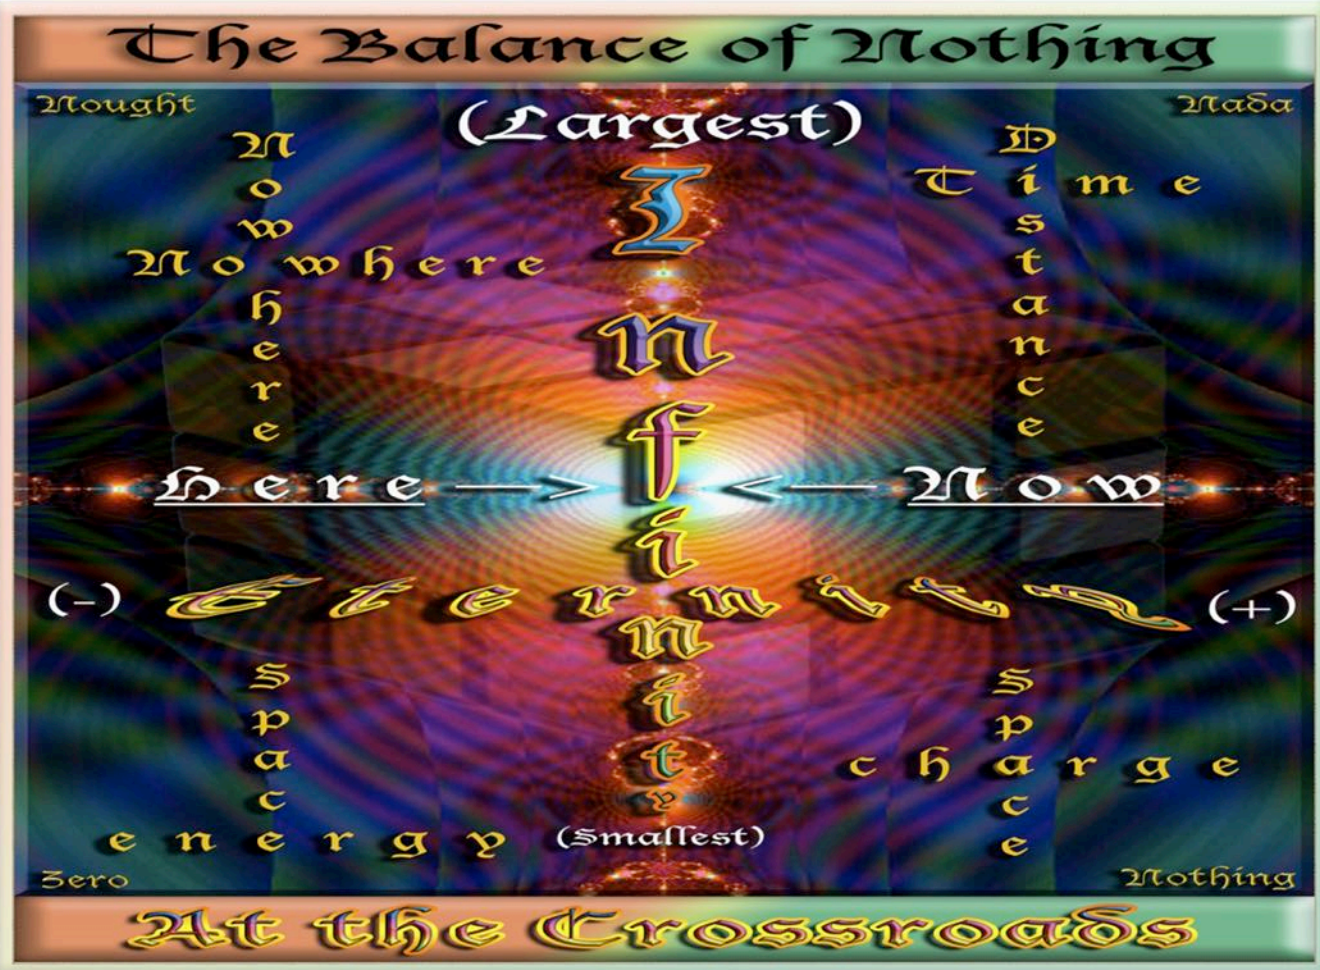 The Balance of Nothing
Nought
Nada
(Largest)
Nowhere
Nowhere
Infinity
Distance
Time
Here —>
<— Now
(-)
Eternity
(+)
Space
energy
(Smallest)
Space
charge
Zero
Nothing
At the Crossroads